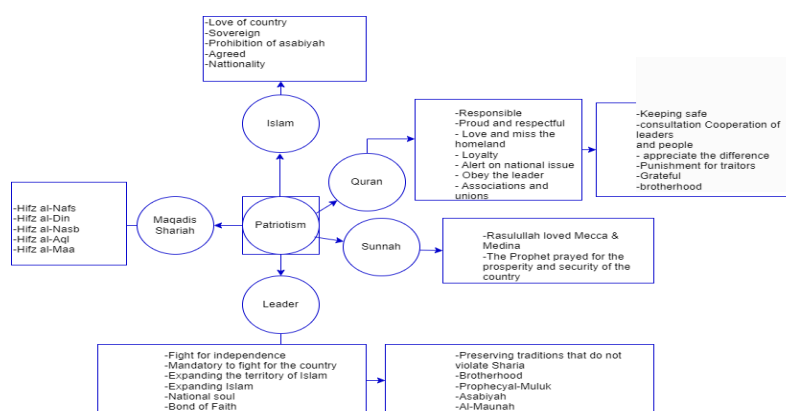 -Love of country
-Sovereign
-Prohibition of asabiyah
-Agreed
-Nattionality
Islam
-Responsible
-Proud and respectful
- Love and miss the
homeland
- Loyalty
- Alert on national issue
- Obey the leader
- Associations and
unions
-Keeping safe
-consultation Cooperation of
leaders
and people
- appreciate the difference
-Punishment for traitors
-Grateful
-brotherhood
Quran
-Hifz al-Nafs
-Hifz al-Din
-Hifz al-Nasb
-Hifz al-Aql
-Hifz al-Maa
Maqadis
Shariah
Patriotism
Sunnah
-Rasulullah loved Mecca &
Medina
-The Prophet prayed for the
prosperity and security of the
country
Leader
-Fight for independence
-Mandatory to fight for the country
-Expanding the territory of Islam
-Expanding Islam
-National soul
-Bond of Faith
-Preserving traditions that do not
violate Sharia
-Brotherhood
-Prophecyal-Muluk
-Asabiyah
-Al-Maunah